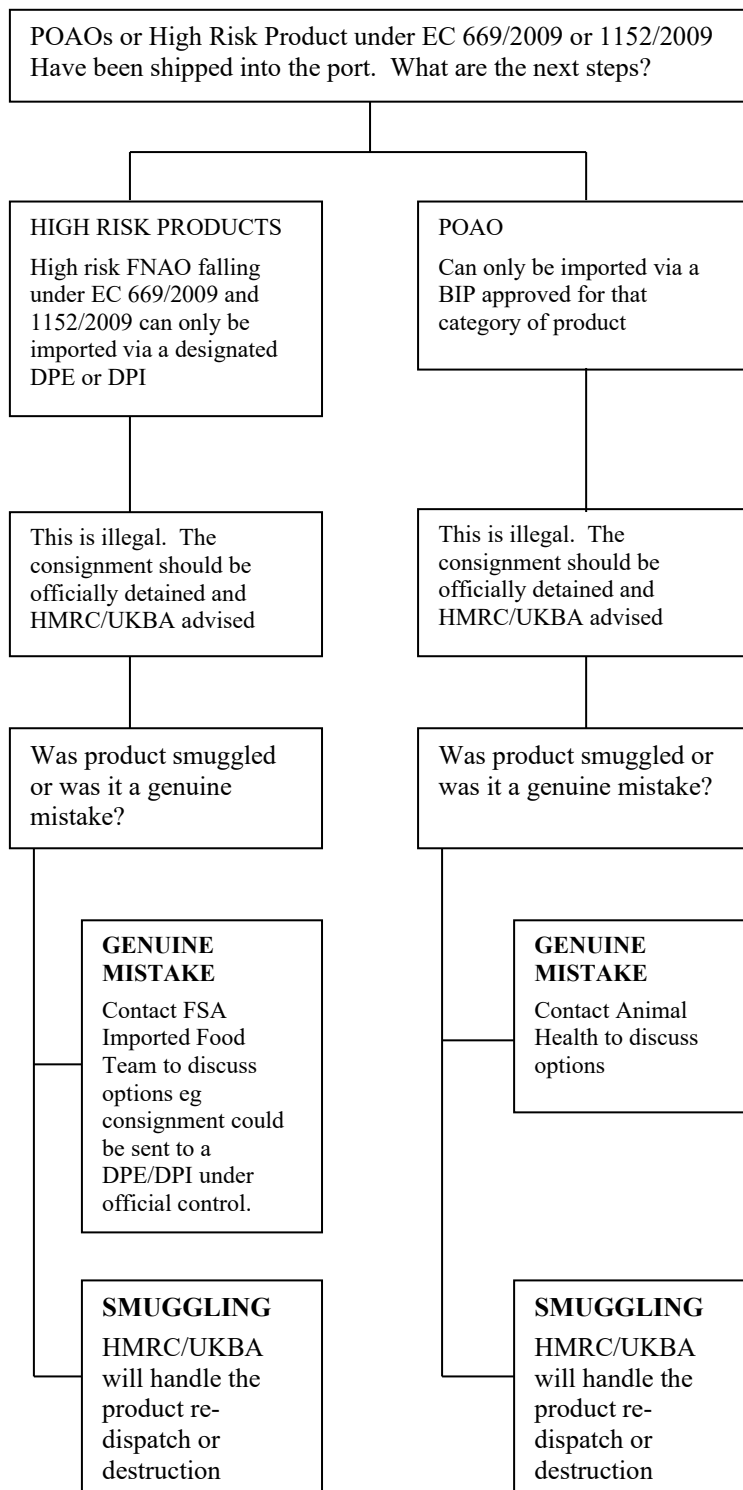 POAOs or High Risk Product under EC 669/2009 or 1152/2009
Have been shipped into the port.  What are the next steps?
HIGH RISK PRODUCTS
High risk FNAO falling
under EC 669/2009 and
1152/2009 can only be
imported via a designated
DPE or DPI
POAO
Can only be imported via a
BIP approved for that
category of product
This is illegal.  The
consignment should be
officially detained and
HMRC/UKBA advised
This is illegal.  The
consignment should be
officially detained and
HMRC/UKBA advised
Was product smuggled
or was it a genuine
mistake?
Was product smuggled or
was it a genuine mistake?
GENUINE
MISTAKE
Contact FSA
Imported Food
Team to discuss
options eg
consignment could
be sent to a
DPE/DPI under
official control.
GENUINE
MISTAKE
Contact Animal
Health to discuss
options
SMUGGLING
HMRC/UKBA
will handle the
product re-
dispatch or
destruction
SMUGGLING
HMRC/UKBA
will handle the
product re-
dispatch or
destruction